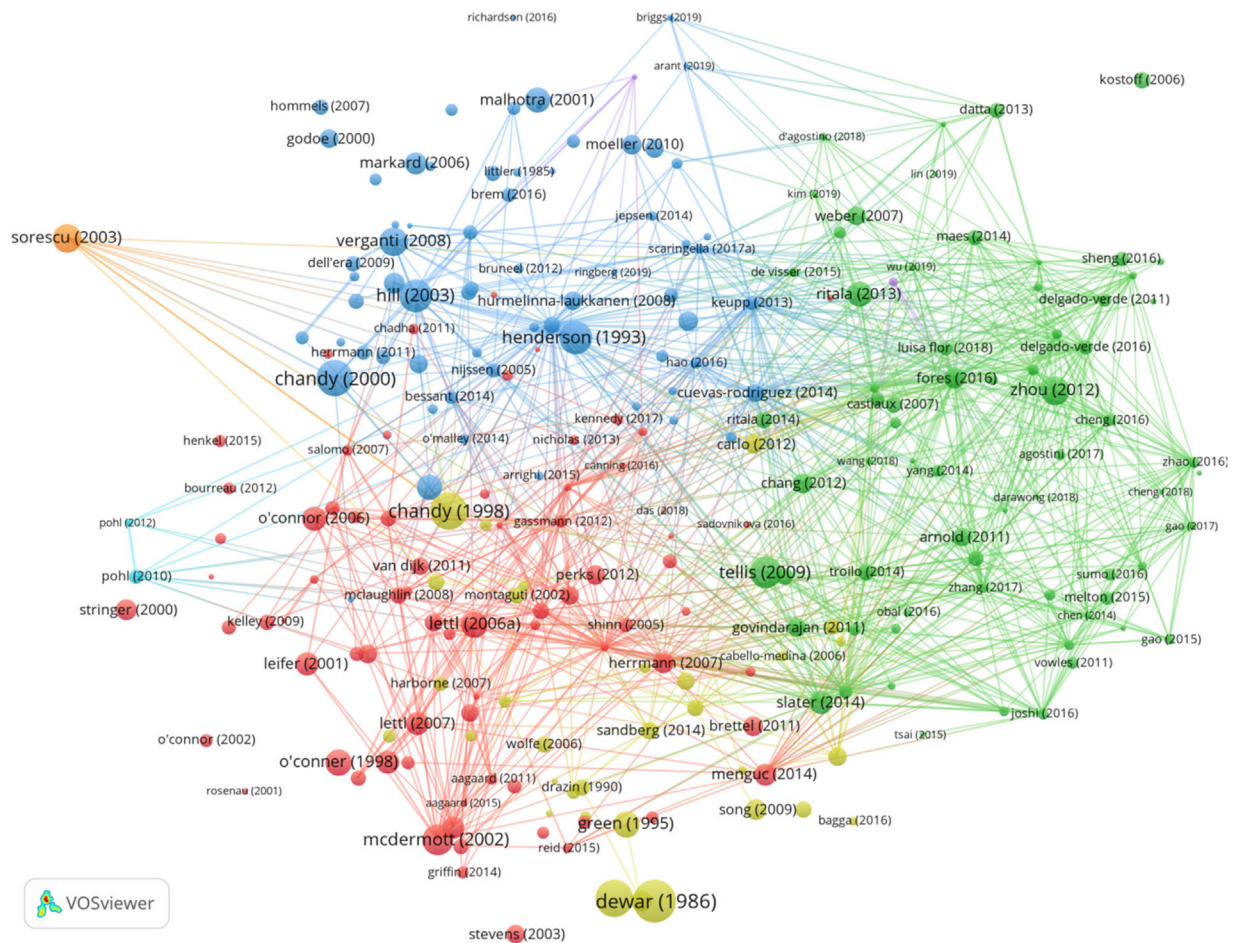 richardson (2016)
briggs (2019)
arant (2019)
kostoff (2006)
hommels (2007)
malhotra (2001)
datta (2013)
godoe (2000)
moeller (2010)
d'agostino (2018)
markard (2006)
littler (1985)
lin (2019)
brem (2016)
kim (2019)
jepsen (2014)
weber (2007)
sorescu (2003)
verganti (2008)
scaringella (2017a)
maes (2014)
dell'era (2009)
bruneel (2012)
ringberg (2019)
de visser (2015)
wu (2019)
sheng (2016)
hill (2003)
hurmelinna-laukkanen (2008)
keupp (2013)
ritala (2013)
delgado-verde (2011)
chadha (2011)
henderson (1993)
herrmann (2011)
luisa flor (2018)
delgado-verde (2016)
nijssen (2005)
hao (2016)
chandy (2000)
fores (2016)
zhou (2012)
bessant (2014)
cuevas-rodriguez (2014)
castiaux (2007)
kennedy (2017)
ritala (2014)
cheng (2016)
henkel (2015)
salomo (2007)
o'malley (2014)
nicholas (2013)
carlo (2012)
agostini (2017)
canning (2016)
wang (2018)
zhao (2016)
arrighi (2015)
yang (2014)
bourreau (2012)
chang (2012)
cheng (2018)
darawong (2018)
chandy (1998)
das (2018)
pohl (2012)
o'connor (2006)
gassmann (2012)
sadovnikova (2016)
gao (2017)
arnold (2011)
van dijk (2011)
pohl (2010)
perks (2012)
tellis (2009)
troilo (2014)
sumo (2016)
zhang (2017)
mclaughlin (2008)
montaguti (2002)
melton (2015)
stringer (2000)
obal (2016)
chen (2014)
kelley (2009)
lettl (2006a)
shinn (2005)
govindarajan (2011)
gao (2015)
leifer (2001)
herrmann (2007)
cabello-medina (2006)
vowles (2011)
harborne (2007)
slater (2014)
joshi (2016)
lettl (2007)
sandberg (2014)
brettel (2011)
o'connor (2002)
wolfe (2006)
tsai (2015)
o'conner (1998)
menguc (2014)
aagaard (2011)
rosenau (2001)
drazin (1990)
aagaard (2015)
song (2009)
bagga (2016)
green (1995)
mcdermott (2002)
reid (2015)
griffin (2014)
dewar (1986)
VOSviewer
stevens (2003)